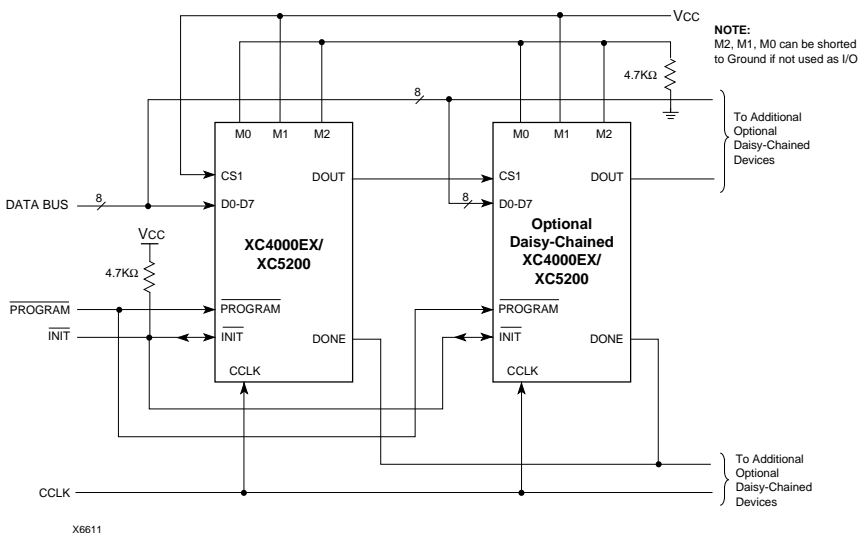 VCC
NOTE:
M2, M1, M0 can be shorted
to Ground if not used as I/O
4.7KΩ
8
M0 M1 M2
M0 M1 M2
To Additional
Optional
Daisy-Chained
Devices
CS1
DOUT
CS1
DOUT
DATA BUS
8
D0-D7
8
D0-D7
VCC
4.7KΩ
XC4000EX/
XC5200
Optional
Daisy-Chained
XC4000EX/
XC5200
PROGRAM
PROGRAM
PROGRAM
INIT
INIT
DONE
INIT
DONE
CCLK
CCLK
To Additional
Optional
Daisy-Chained
Devices
CCLK
X6611